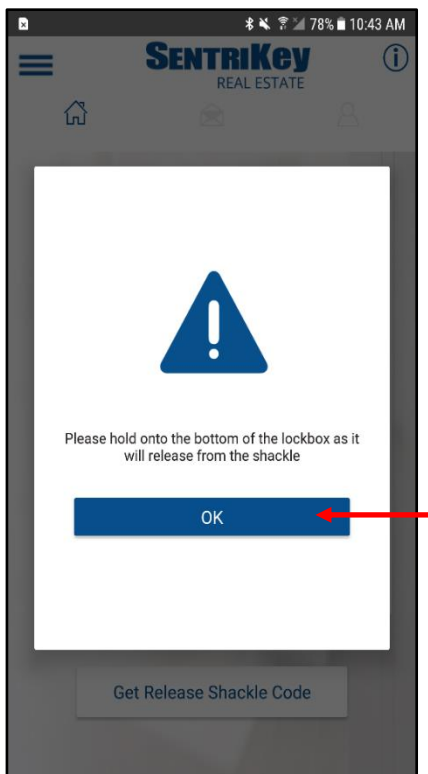 78% 10:43 AM
SENTRIKEY
REAL ESTATE
Please hold onto the bottom of the lockbox as it
will release from the shackle
OK
Get Release Shackle Code